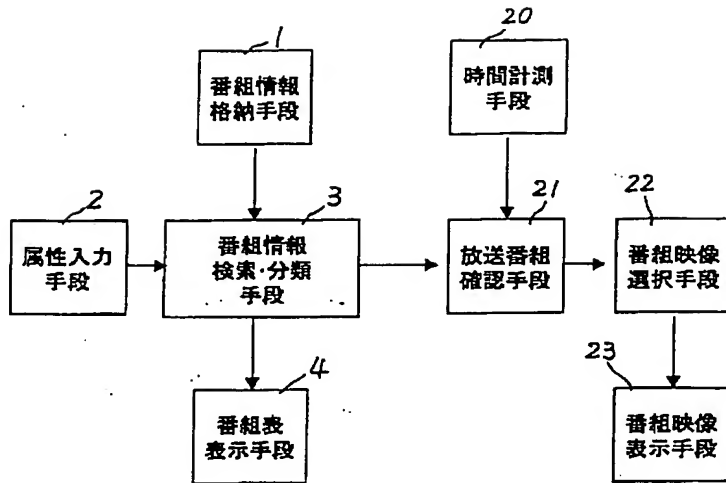 1
番組情報
格納手段
20
時間計測
手段
2
属性入力
手段
3
番組情報
検索・分類
手段
21
放送番組
確認手段
22
番組映像
選択手段
4
番組表
表示手段
23
番組映像
表示手段